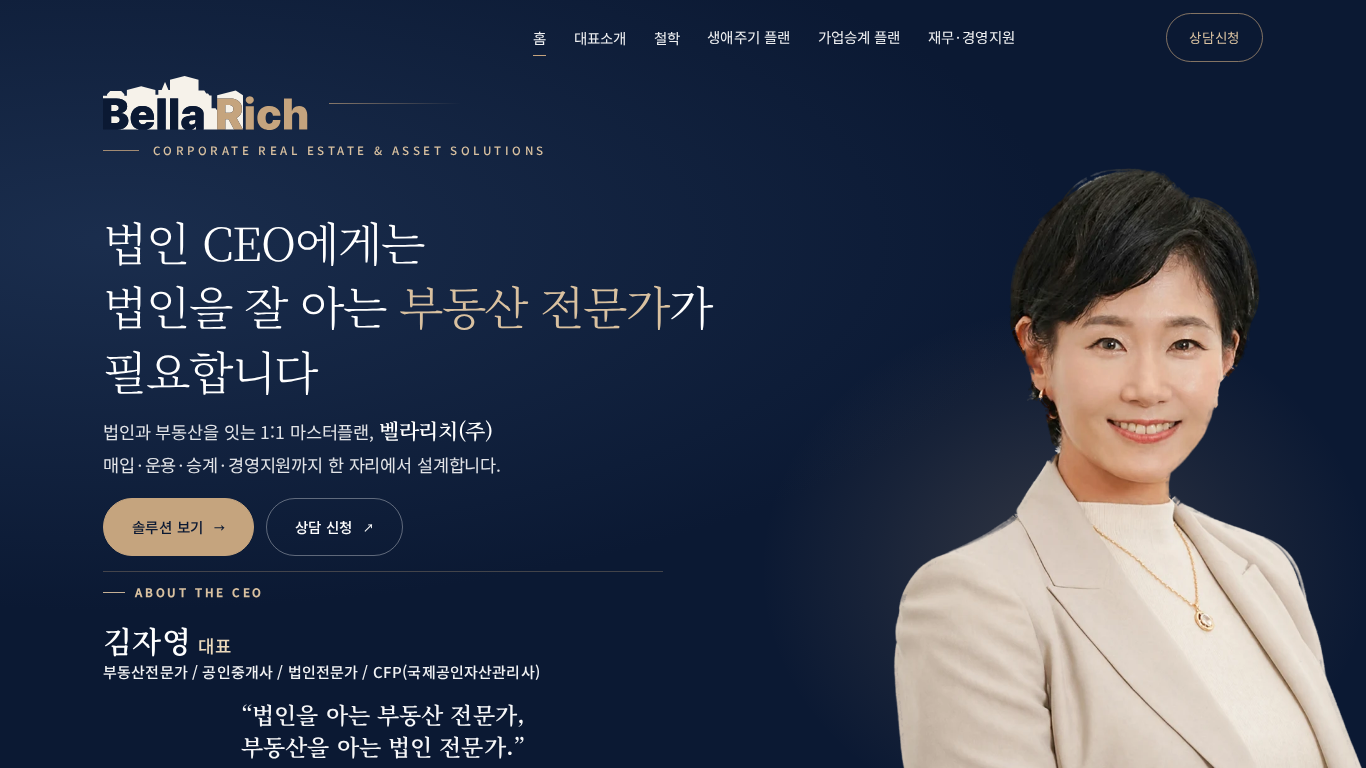 홈 대표소개 철학 생애주기 플랜 가업승계 플랜 재무·경영지원 상담신청
Bella Rich
CORPORATE REAL ESTATE & ASSET SOLUTIONS
법인 CEO에게는
법인을 잘 아는 부동산 전문가가
필요합니다
법인과 부동산을 잇는 1:1 마스터플랜, 벨라리치(주)
매입·운용·승계·경영지원까지 한 자리에서 설계합니다.
솔루션 보기 → 상담 신청 ↗
ABOUT THE CEO
김자영 대표
부동산전문가 / 공인중개사 / 법인전문가 / CFP(국제공인자산관리사)
“법인을 아는 부동산 전문가,
부동산을 아는 법인 전문가.”